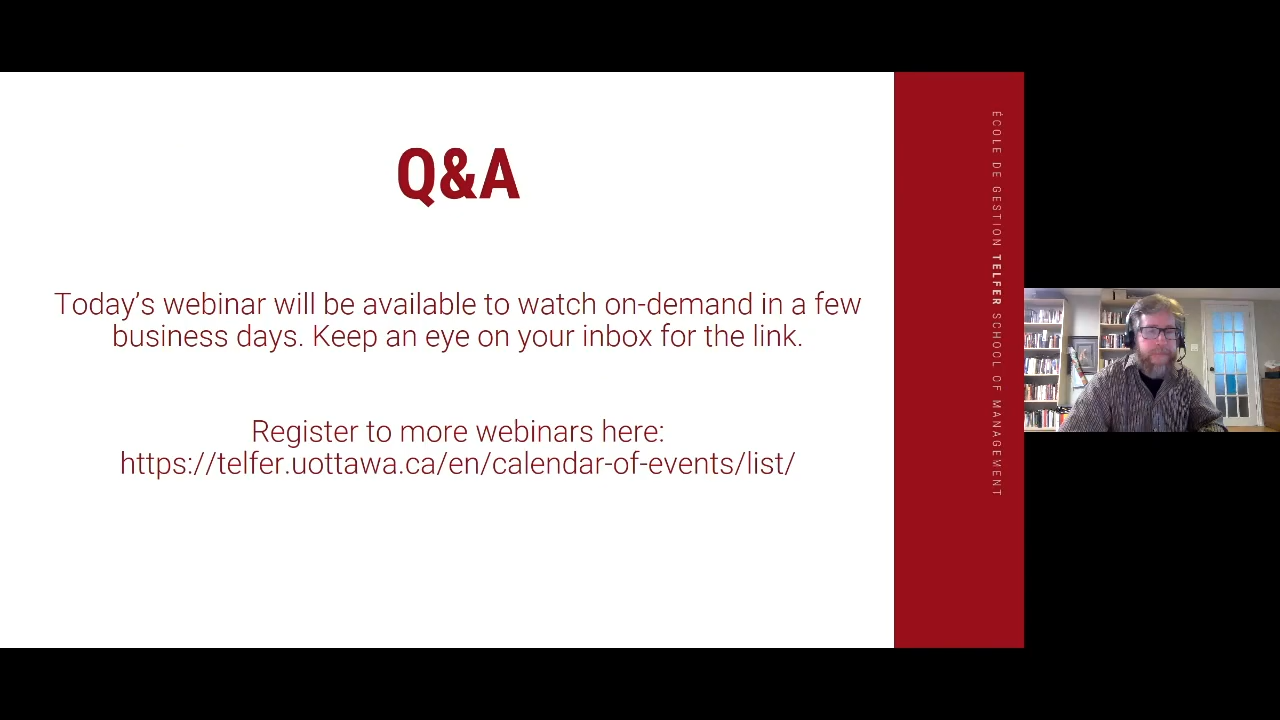 Q&A
Today’s webinar will be available to watch on-demand in a few
business days. Keep an eye on your inbox for the link.
Register to more webinars here:
https://telfer.uottawa.ca/en/calendar-of-events/list/
ÉCOLE DE GESTION TELFER SCHOOL OF MANAGEMENT